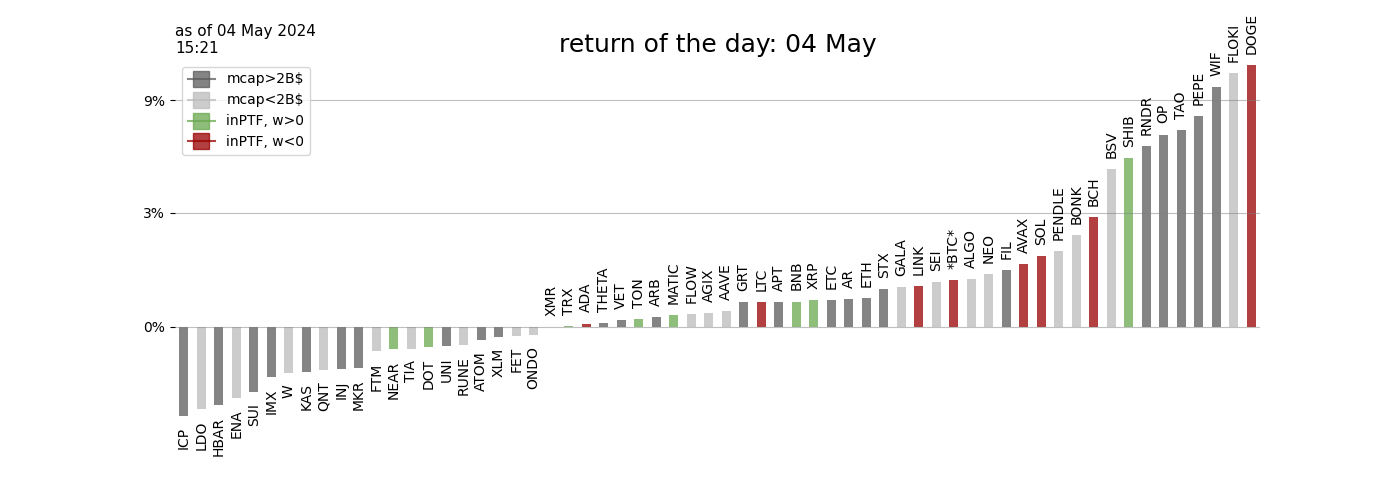 as of 04 May 2024
15:21
return of the day: 04 May
mcap>2B$
mcap<2B$
inPTF, w>0
inPTF, w<0
9%
3%
0%
ICP
LDO
HBAR
ENA
SUI
IMX
W
KAS
QNT
INJ
MKR
FTM
NEAR
TIA
DOT
UNI
RUNE
ATOM
XLM
FET
ONDO
XMR
TRX
ADA
THETA
VET
TON
ARB
MATIC
FLOW
AGIX
AAVE
GRT
LTC
APT
BNB
XRP
ETC
AR
ETH
STX
GALA
LINK
SEI
*BTC*
ALGO
NEO
FIL
AVAX
SOL
PENDLE
BONK
BCH
BSV
SHIB
RNDR
OP
TAO
PEPE
WIF
FLOKI
DOGE